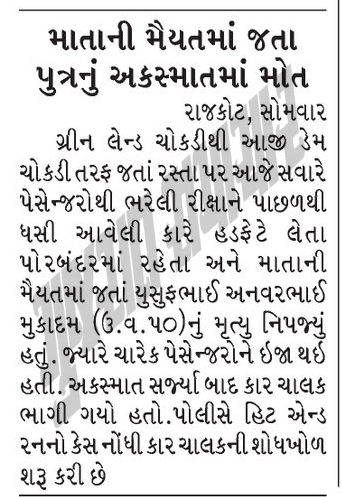 માતાની મૈયતમાં જતા
પુત્રનું અકસ્માતમાં મોત
રાજકોટ, સોમવાર
ગ્રીન લેન્ડ ચોકડીથી આજી ડેમ
ચોકડી તરફ જતાં રસ્તા પર આજે સવારે
પેસેન્જરોથી ભરેલી રીક્ષાને પાછળથી
ધસી આવેલી કારે હડફેટે લેતા
પોરબંદરમાં રહેતા અને માતાની
મૈયતમાં જતાં યુસુફભાઈ અનવરભાઈ
મુકાદમ (ઉ.વ.૫૦)નું મૃત્યુ નિપજ્યું
હતું. જ્યારે ચારેક પેસેન્જરોને ઇજા થઇ
હતી. અકસ્માત સર્જ્યા બાદ કાર ચાલક
ભાગી ગયો હતો.પોલીસે હિટ એન્ડ
રનનો કેસ નોંધી કાર ચાલકની શોધખોળ
શરૂ કરી છે